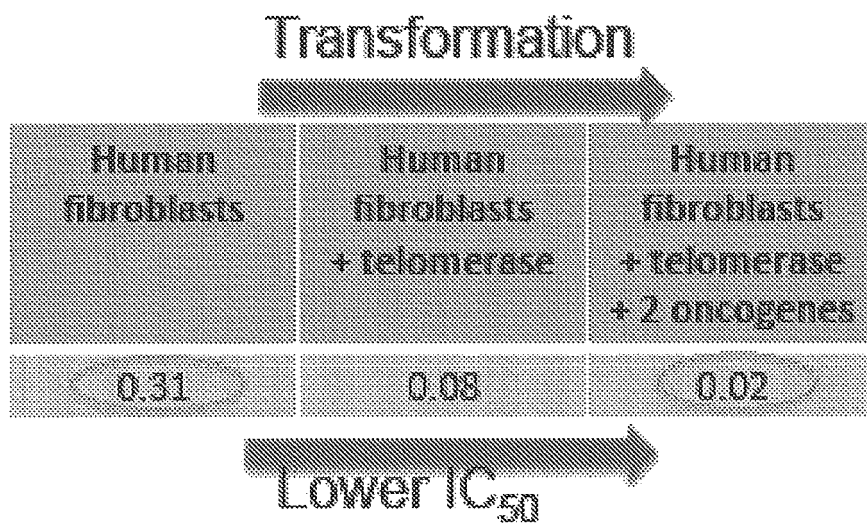 Transformation
Human
fibroblasts
Human
fibroblasts
+ telomerase
Human
fibroblasts
+ telomerase
+ 2 oncogenes
0.31
0.08
0.02
Lower IC50